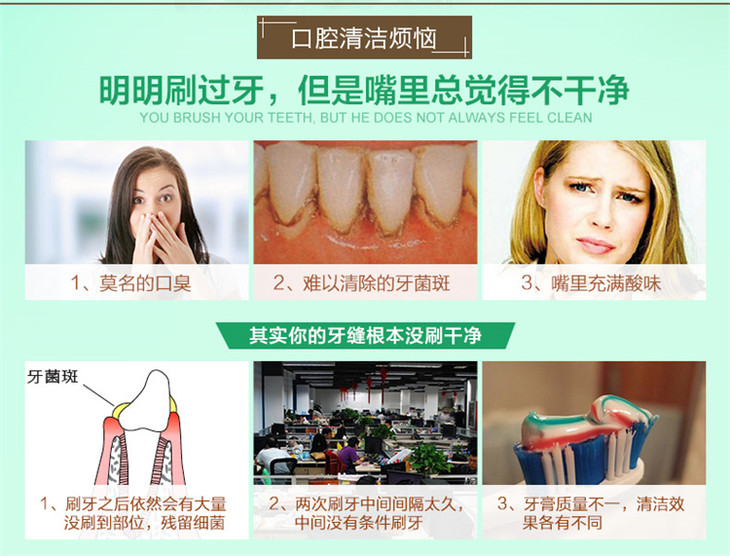 口腔清洁烦恼
明明刷过牙，但是嘴里总觉得不干净
YOU BRUSH YOUR TEETH, BUT HE DOES NOT ALWAYS FEEL CLEAN
1、莫名的口臭
2、难以清除的牙菌斑
3、嘴里充满酸味
其实你的牙缝根本没刷干净
牙菌斑
1、刷牙之后依然会有大量
没刷到部位，残留细菌
2、两次刷牙中间间隔太久，
中间没有条件刷牙
3、牙膏质量不一，清洁效
果各有不同